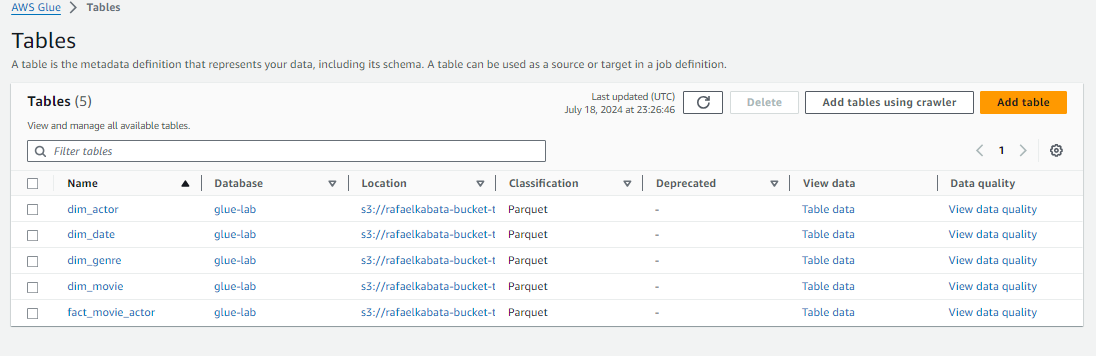 AWS Glue > Tables
Tables
A table is the metadata definition that represents your data, including its schema. A table can be used as a source or target in a job definition.
Tables (5)
Last updated (UTC)
July 18, 2024 at 23:26:46
Delete
Add tables using crawler
Add table
View and manage all available tables.
Filter tables
1
Name Database Location Classification Deprecated View data Data quality
dim_actor glue-lab s3://rafaelkabata-bucket-t Parquet - Table data View data quality
dim_date glue-lab s3://rafaelkabata-bucket-t Parquet - Table data View data quality
dim_genre glue-lab s3://rafaelkabata-bucket-t Parquet - Table data View data quality
dim_movie glue-lab s3://rafaelkabata-bucket-t Parquet - Table data View data quality
fact_movie_actor glue-lab s3://rafaelkabata-bucket-t Parquet - Table data View data quality